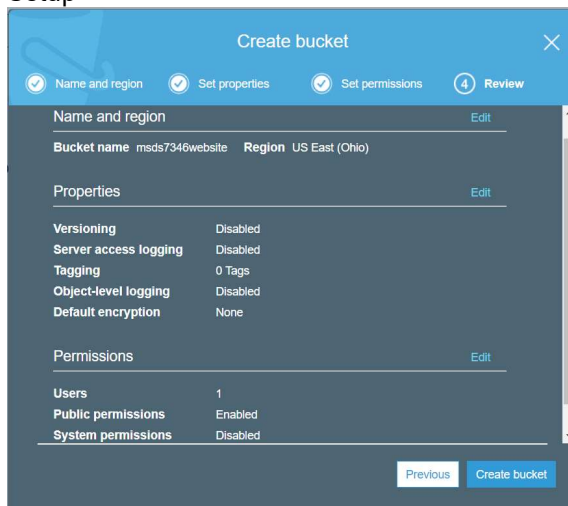 Setup
Create bucket
Name and region Set properties Set permissions 4 Review
Name and region Edit
Bucket name msds7346website Region US East (Ohio)
Properties Edit
Versioning Disabled
Server access logging Disabled
Tagging 0 Tags
Object-level logging Disabled
Default encryption None
Permissions Edit
Users 1
Public permissions Enabled
System permissions Disabled
Previous Create bucket